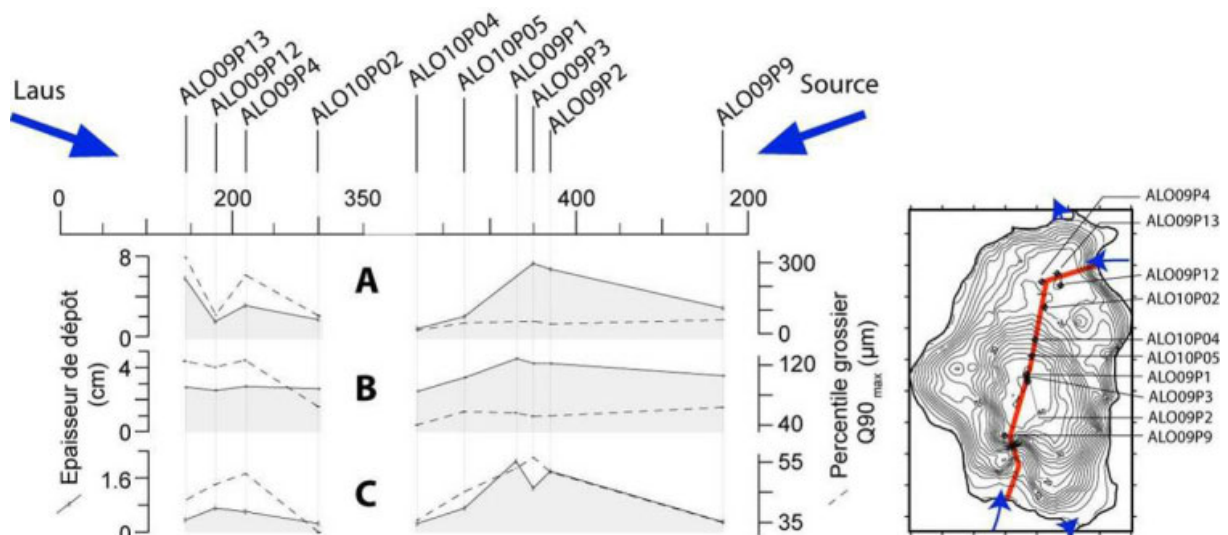 Laus
Source
ALO09P13
ALO09P12
ALO09P4
ALO10P02
ALO10P04
ALO10P05
ALO09P1
ALO09P3
ALO09P2
ALO09P9
0 200 350 400 200
A
B
C
8
0
4
0
1.6
0
Epaisseur de dépôt
(cm)
300
0
120
40
55
35
Percentile grossier
Q90 max (µm)
ALO09P4
ALO09P13
ALO09P12
ALO10P02
ALO10P04
ALO10P05
ALO09P1
ALO09P3
ALO09P2
ALO09P9